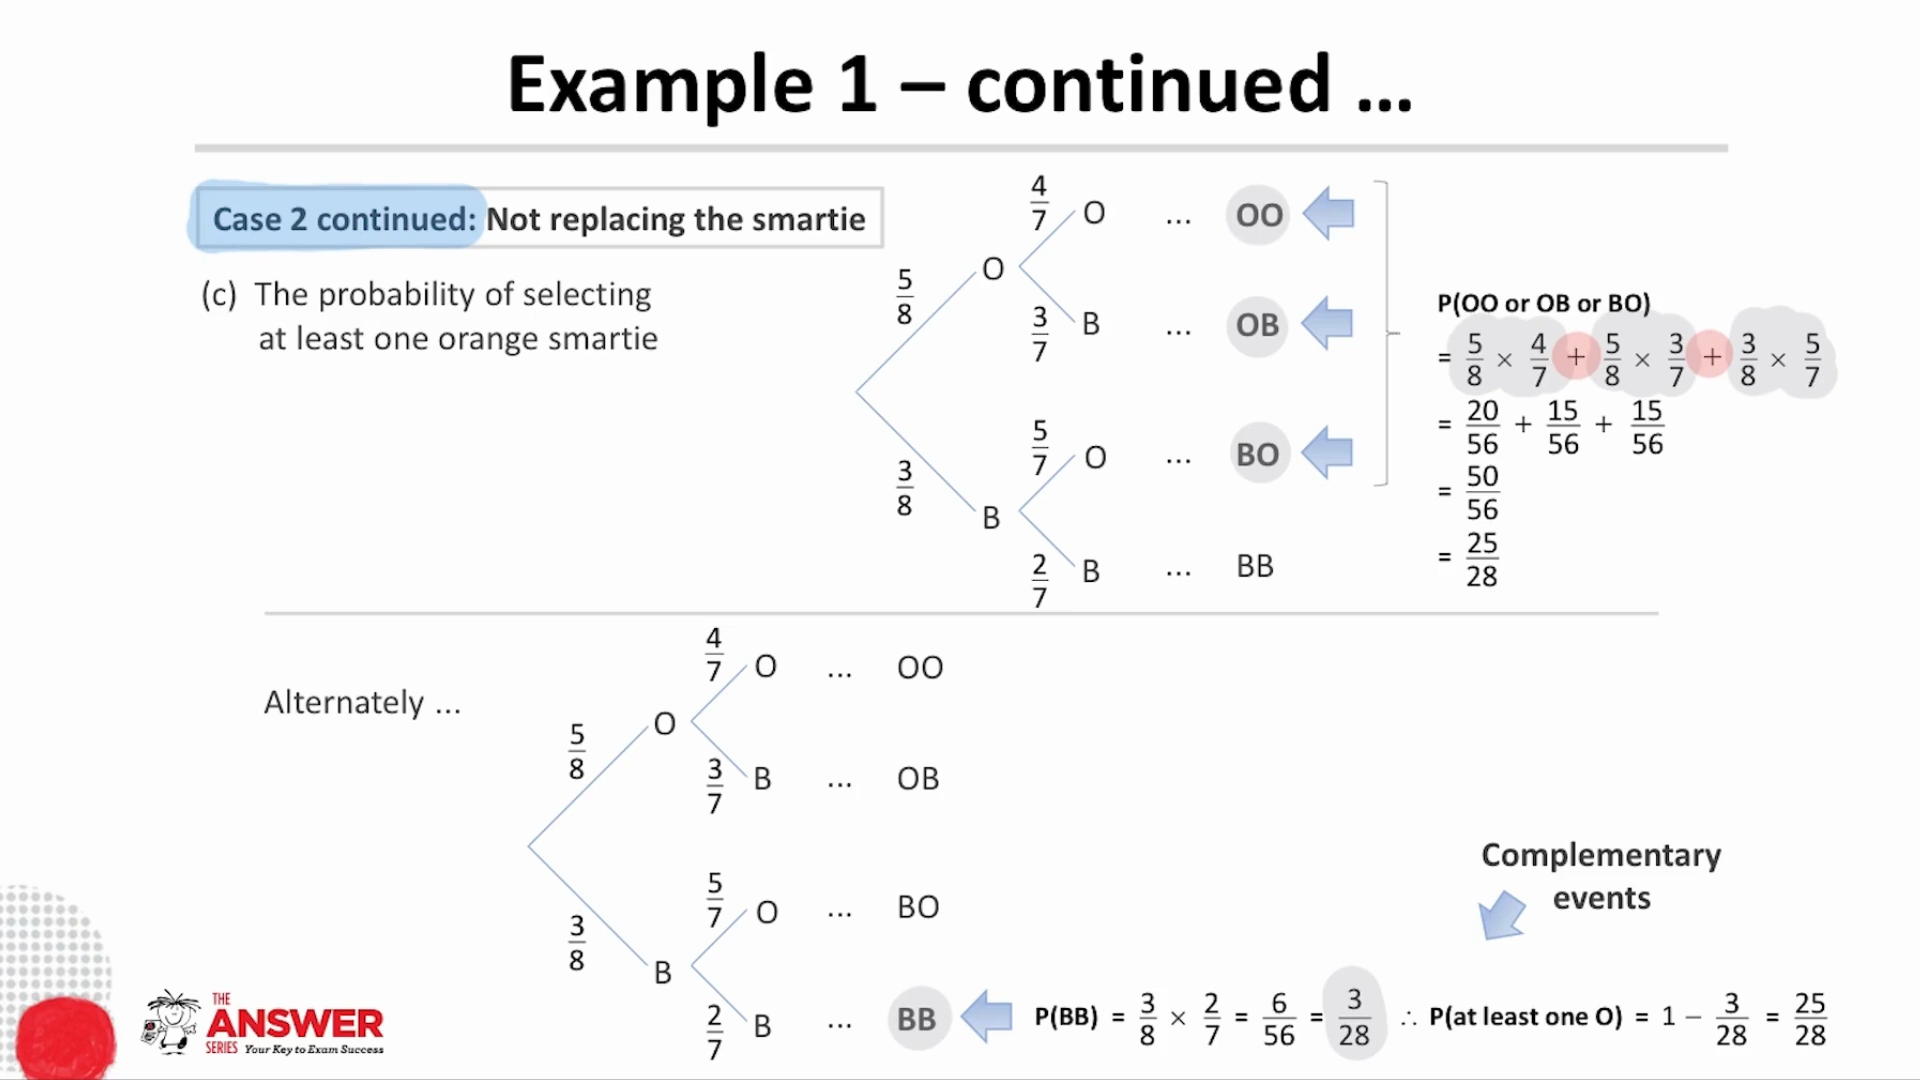 Example 1 – continued ...
Case 2 continued: Not replacing the smartie
(c) The probability of selecting
at least one orange smartie
5/8 O 4/7 O ... OO
3/7 B ... OB
3/8 B 5/7 O ... BO
2/7 B ... BB
P(OO or OB or BO)
= 5/8 × 4/7 + 5/8 × 3/7 + 3/8 × 5/7
= 20/56 + 15/56 + 15/56
= 50/56
= 25/28
Alternately ...
5/8 O 4/7 O ... OO
3/7 B ... OB
3/8 B 5/7 O ... BO
2/7 B ... BB
Complementary
events
P(BB) = 3/8 × 2/7 = 6/56 = 3/28 ∴ P(at least one O) = 1 − 3/28 = 25/28
THE
ANSWER
SERIES Your Key to Exam Success